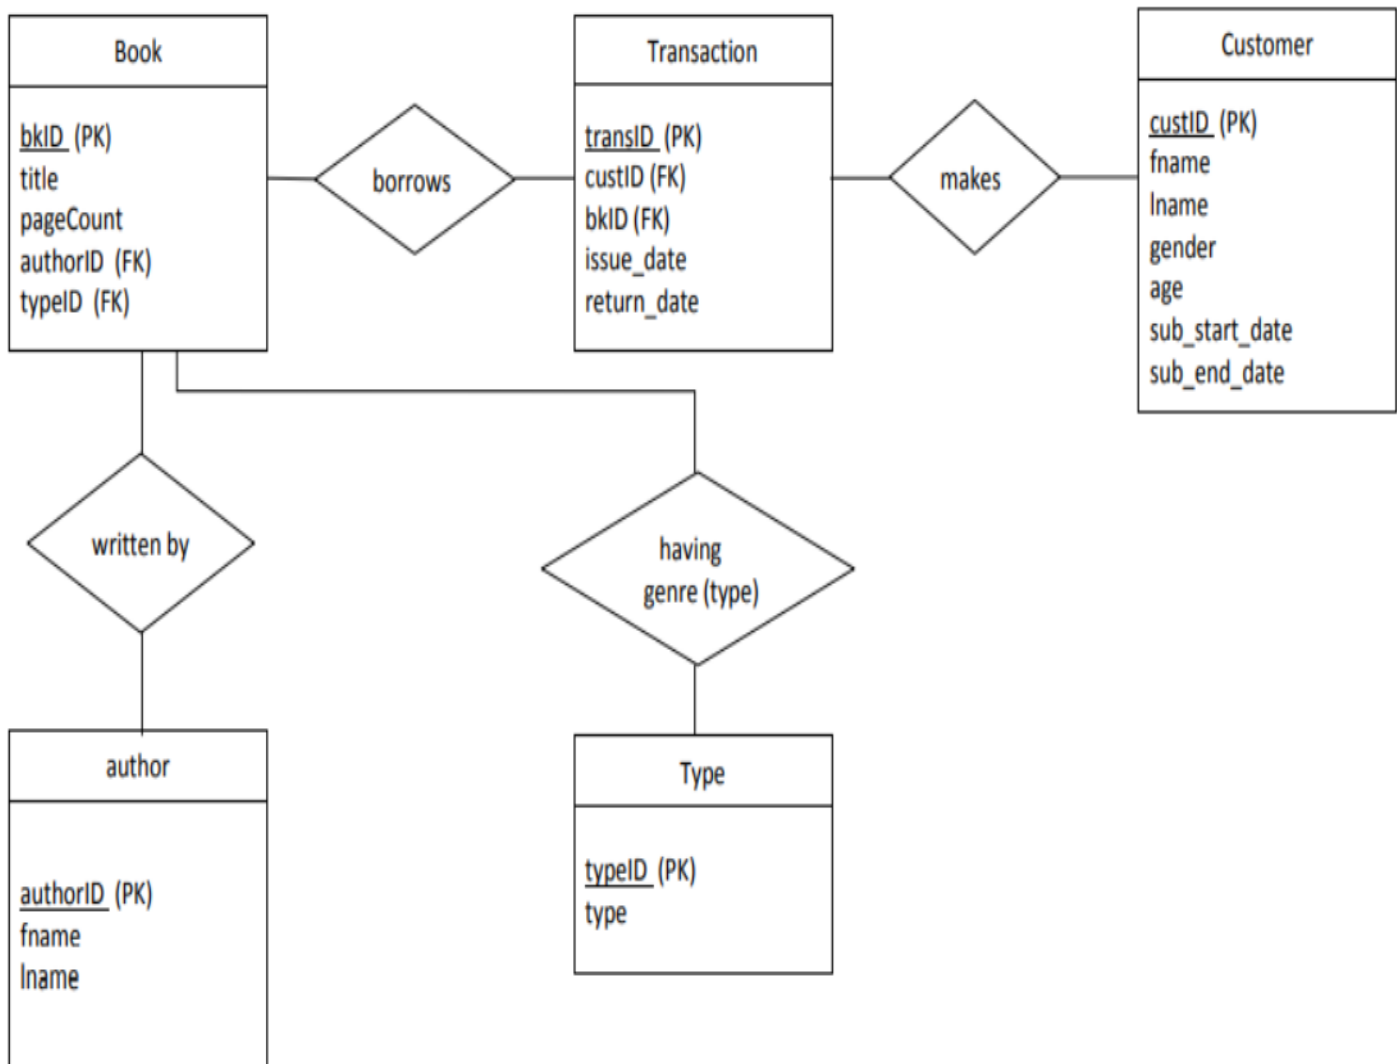 Book
bkID (PK)
title
pageCount
authorID (FK)
typeID (FK)
borrows
Transaction
transID (PK)
custID (FK)
bkID (FK)
issue_date
return_date
makes
Customer
custID (PK)
fname
lname
gender
age
sub_start_date
sub_end_date
written by
having
genre (type)
author
authorID (PK)
fname
lname
Type
typeID (PK)
type